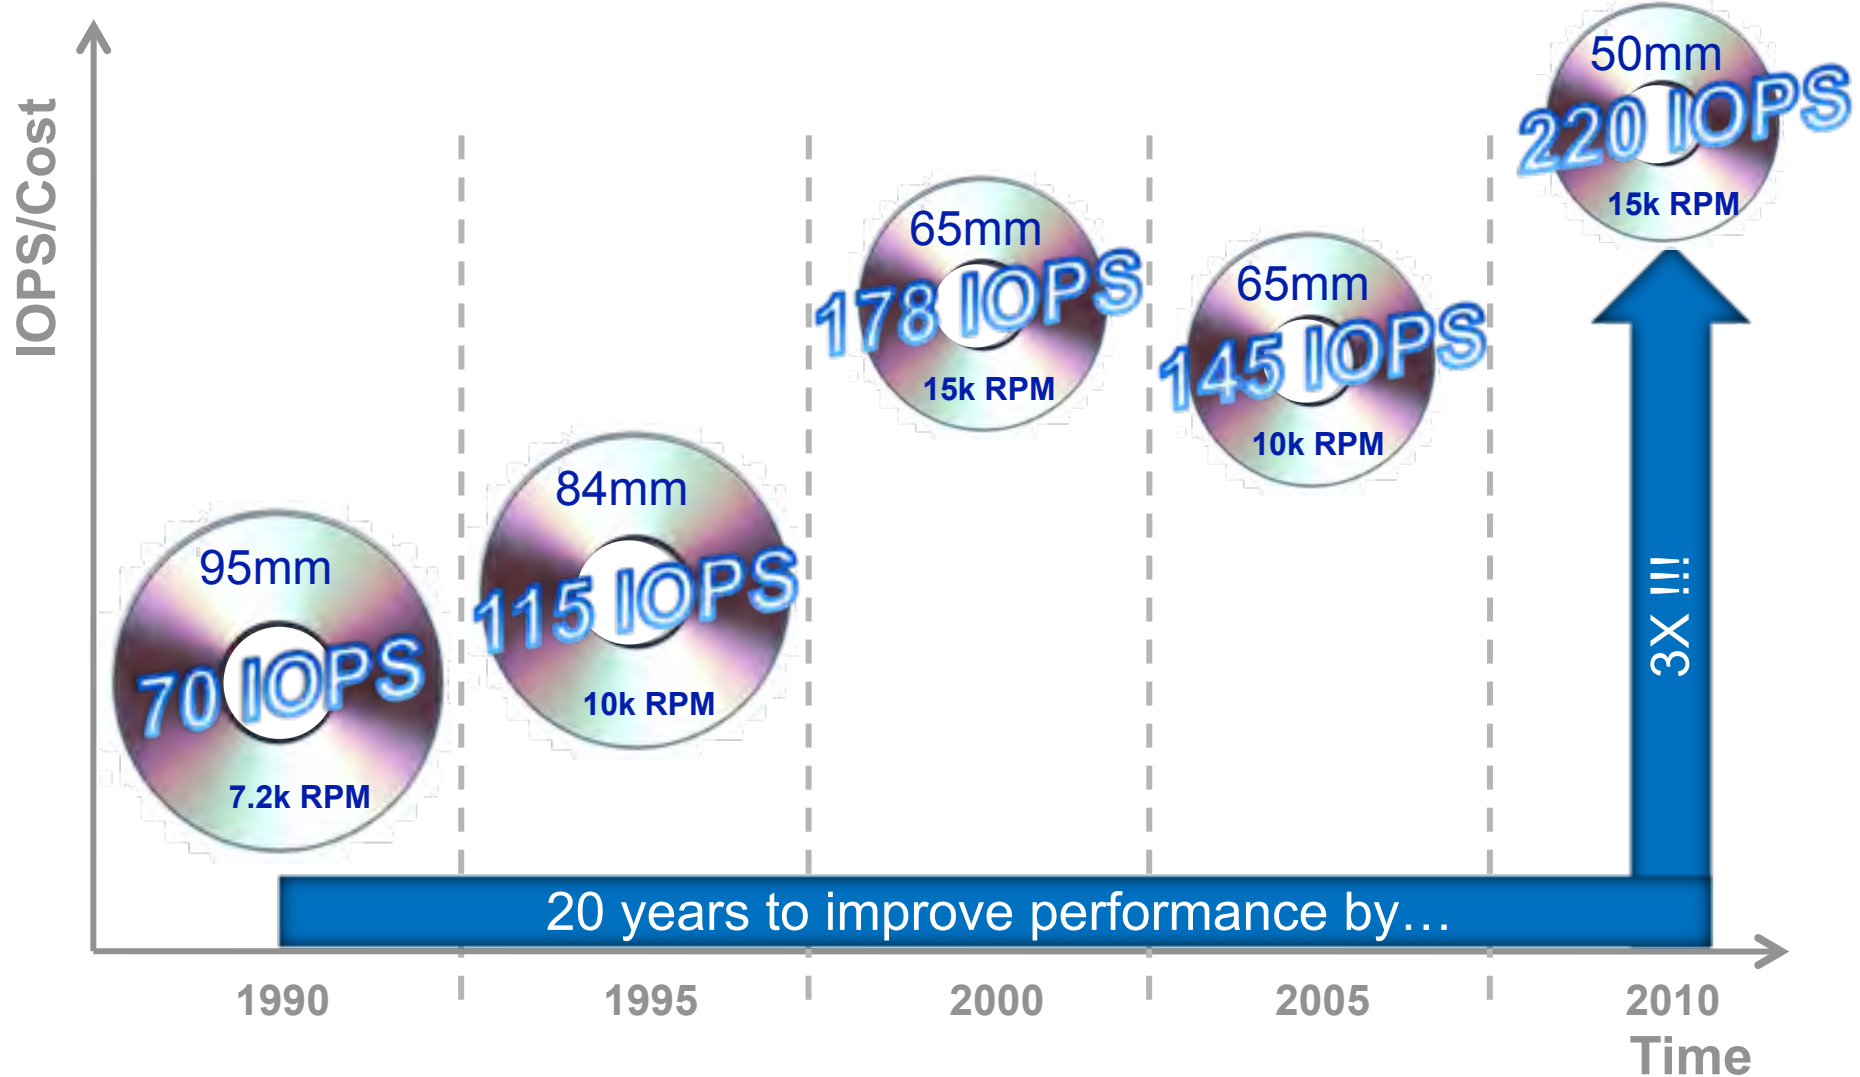 IOPS/Cost
95mm
70 IOPS
7.2k RPM
84mm
115 IOPS
10k RPM
65mm
178 IOPS
15k RPM
65mm
145 IOPS
10k RPM
50mm
220 IOPS
15k RPM
3X !!!
20 years to improve performance by…
1990
1995
2000
2005
2010
Time